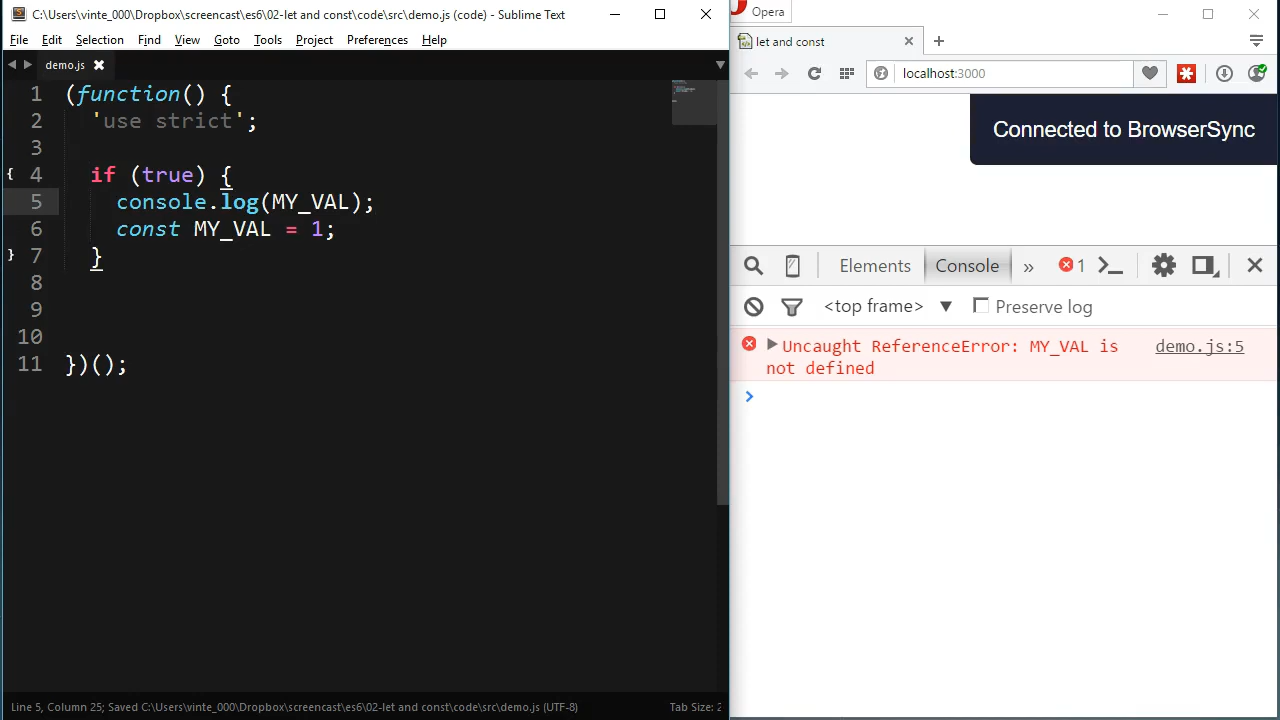 C:\Users\vinte_000\Dropbox\screencast\es6\02-let and const\code\src\demo.js (code) - Sublime Text
File Edit Selection Find View Goto Tools Project Preferences Help
demo.js
1 (function() {
2 'use strict';
3
4 if (true) {
5 console.log(MY_VAL);
6 const MY_VAL = 1;
7 }
8
9
10
11 })();
Line 5, Column 25; Saved C:\Users\vinte_000\Dropbox\screencast\es6\02-let and const\code\src\demo.js (UTF-8)
Tab Size: 2
Opera
let and const
localhost:3000
Connected to BrowserSync
Elements Console » 1
<top frame> ▼ Preserve log
Uncaught ReferenceError: MY_VAL is demo.js:5
not defined